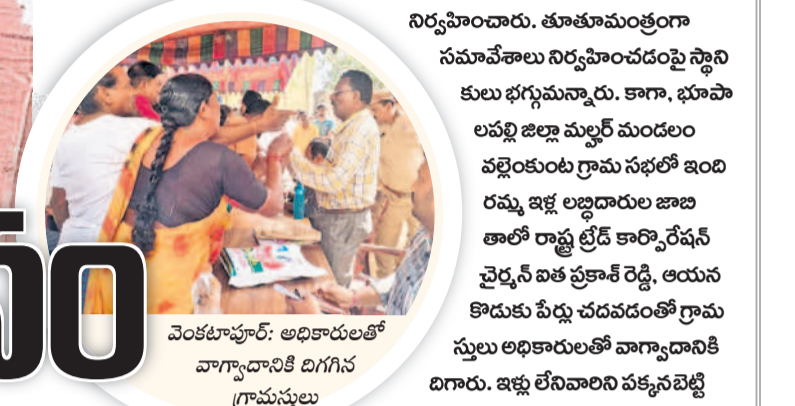 నిర్వహించారు. తూతూమంత్రంగా
సమావేశాలు నిర్వహించడంపై స్థాని
కులు భగ్గుమన్నారు. కాగా, భూపా
లపల్లి జిల్లా మల్హర్ మండలం
వల్లెంకుంట గ్రామ సభలో ఇంది
రమ్మ ఇళ్ల లబ్ధిదారుల జాబి
తాలో రాష్ట్ర ట్రేడ్ కార్పొరేషన్
చైర్మన్ ఐత ప్రకాశ్ రెడ్డి, ఆయన
కొడుకు పేర్లు చదవడంతో గ్రామ
స్తులు అధికారులతో వాగ్వాదానికి
దిగారు. ఇళ్లు లేనివారిని పక్కనబెట్టి
వెంకటాపూర్: అధికారులతో
వాగ్వాదానికి దిగగిన
గ్రామస్తులు